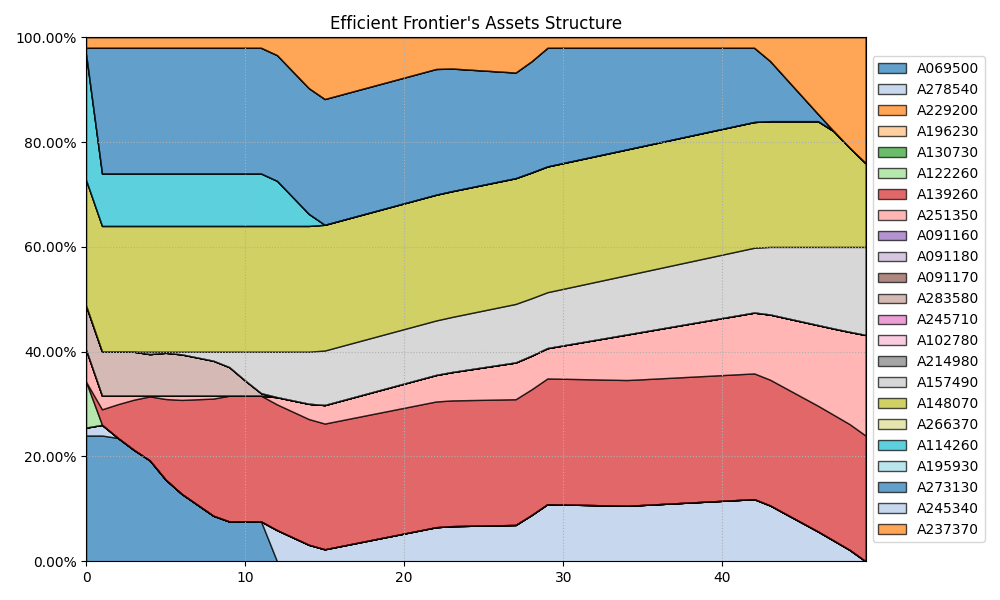 Efficient Frontier's Assets Structure
100.00%
80.00%
60.00%
40.00%
20.00%
0.00%
0
10
20
30
40
A069500
A278540
A229200
A196230
A130730
A122260
A139260
A251350
A091160
A091180
A091170
A283580
A245710
A102780
A214980
A157490
A148070
A266370
A114260
A195930
A273130
A245340
A237370